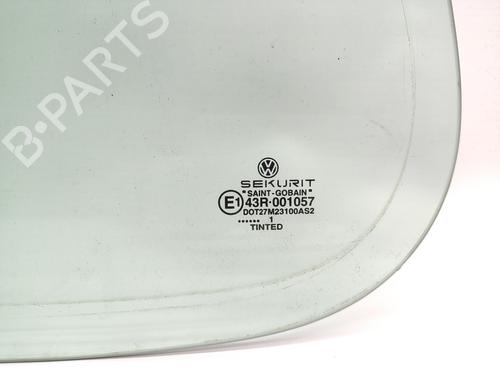 B-PARTS
SEKURIT
"SAINT-GOBAIN"
E1 43R-001057
DOT27M23100AS2
...... 1
TINTED